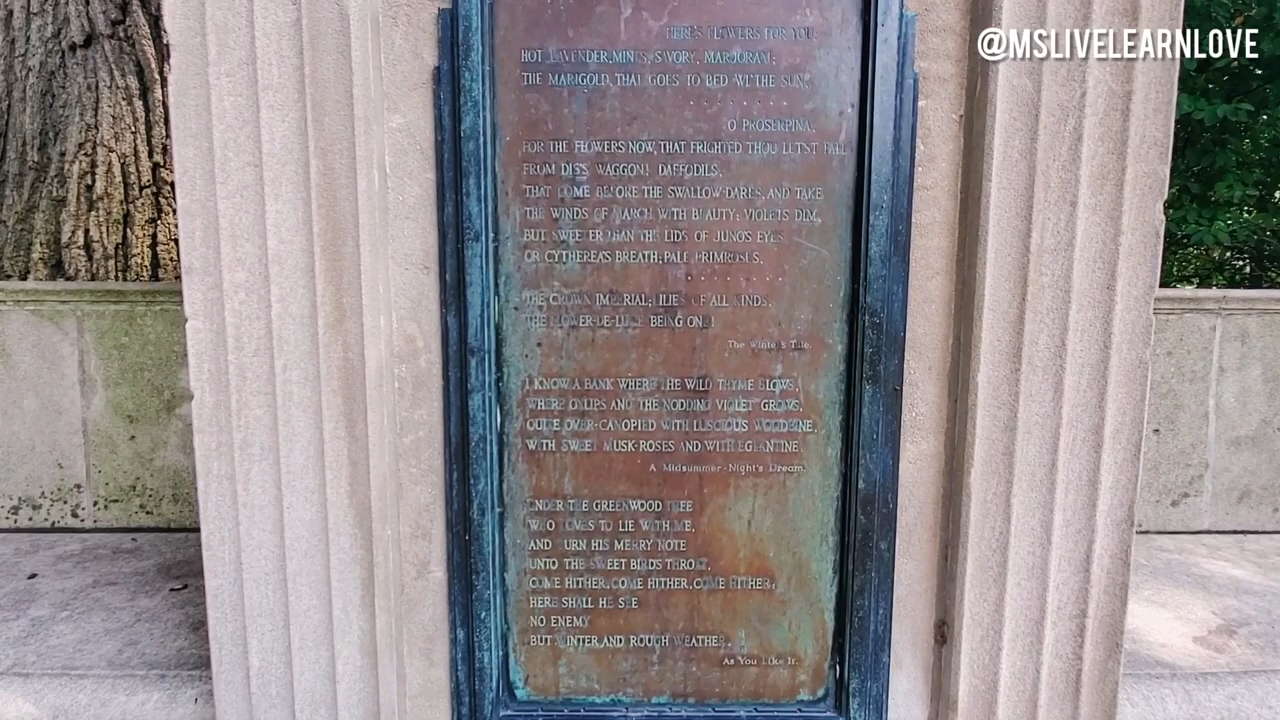 @MSLIVELEARNLOVE
HERE'S FLOWERS FOR YOU:
HOT LAVENDER, MINTS, SAVORY, MARJORAM;
THE MARIGOLD, THAT GOES TO BED WI' THE SUN,
O PROSERPINA,
FOR THE FLOWERS NOW, THAT FRIGHTED THOU LET'ST FALL
FROM DIS'S WAGGON! DAFFODILS,
THAT COME BEFORE THE SWALLOW DARES, AND TAKE
THE WINDS OF MARCH WITH BEAUTY; VIOLETS DIM,
BUT SWEETER THAN THE LIDS OF JUNO'S EYES
OR CYTHEREA'S BREATH; PALE PRIMROSES,
THE CROWN IMPERIAL; LILIES OF ALL KINDS,
THE FLOWER-DE-LUCE BEING ONE!
The Winter's Tale.
I KNOW A BANK WHERE THE WILD THYME BLOWS,
WHERE OXLIPS AND THE NODDING VIOLET GROWS,
QUITE OVER-CANOPIED WITH LUSCIOUS WOODBINE,
WITH SWEET MUSK-ROSES AND WITH EGLANTINE.
A Midsummer-Night's Dream.
UNDER THE GREENWOOD TREE
WHO LOVES TO LIE WITH ME,
AND TURN HIS MERRY NOTE
UNTO THE SWEET BIRD'S THROAT,
COME HITHER, COME HITHER, COME HITHER:
HERE SHALL HE SEE
NO ENEMY
BUT WINTER AND ROUGH WEATHER.
As You Like It.